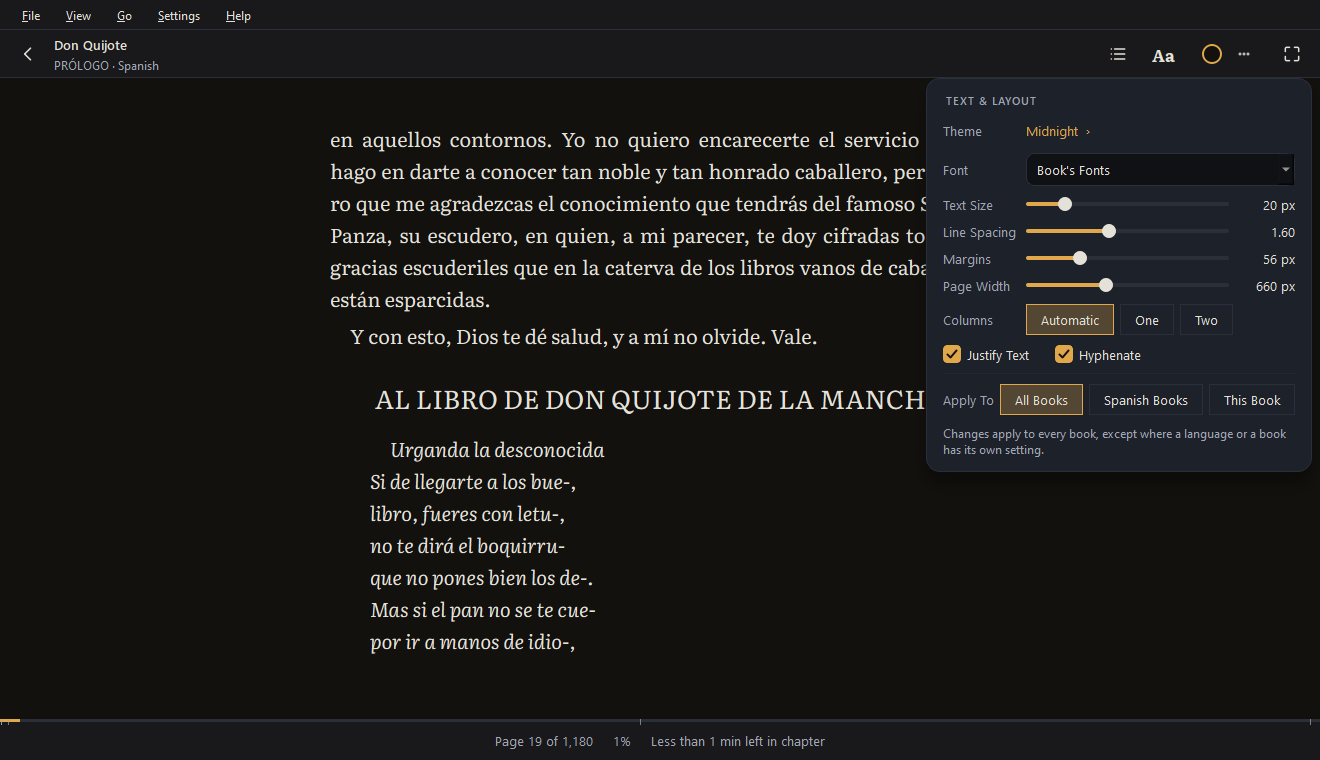 File View Go Settings Help
Don Quijote
PRÓLOGO · Spanish
Aa
en aquellos contornos. Yo no quiero encarecerte el servicio
hago en darte a conocer tan noble y tan honrado caballero, per
ro que me agradezcas el conocimiento que tendrás del famoso
Panza, su escudero, en quien, a mi parecer, te doy cifradas to
gracias escuderiles que en la caterva de los libros vanos de caba
están esparcidas.
Y con esto, Dios te dé salud, y a mí no olvide. Vale.
AL LIBRO DE DON QUIJOTE DE LA MANCH
Urganda la desconocida
Si de llegarte a los bue-,
libro, fueres con letu-,
no te dirá el boquirru-
que no pones bien los de-.
Mas si el pan no se te cue-
por ir a manos de idio-,
TEXT & LAYOUT
Theme Midnight ›
Font Book's Fonts
Text Size 20 px
Line Spacing 1.60
Margins 56 px
Page Width 660 px
Columns Automatic One Two
Justify Text Hyphenate
Apply To All Books Spanish Books This Book
Changes apply to every book, except where a language or a book
has its own setting.
Page 19 of 1,180 1% Less than 1 min left in chapter